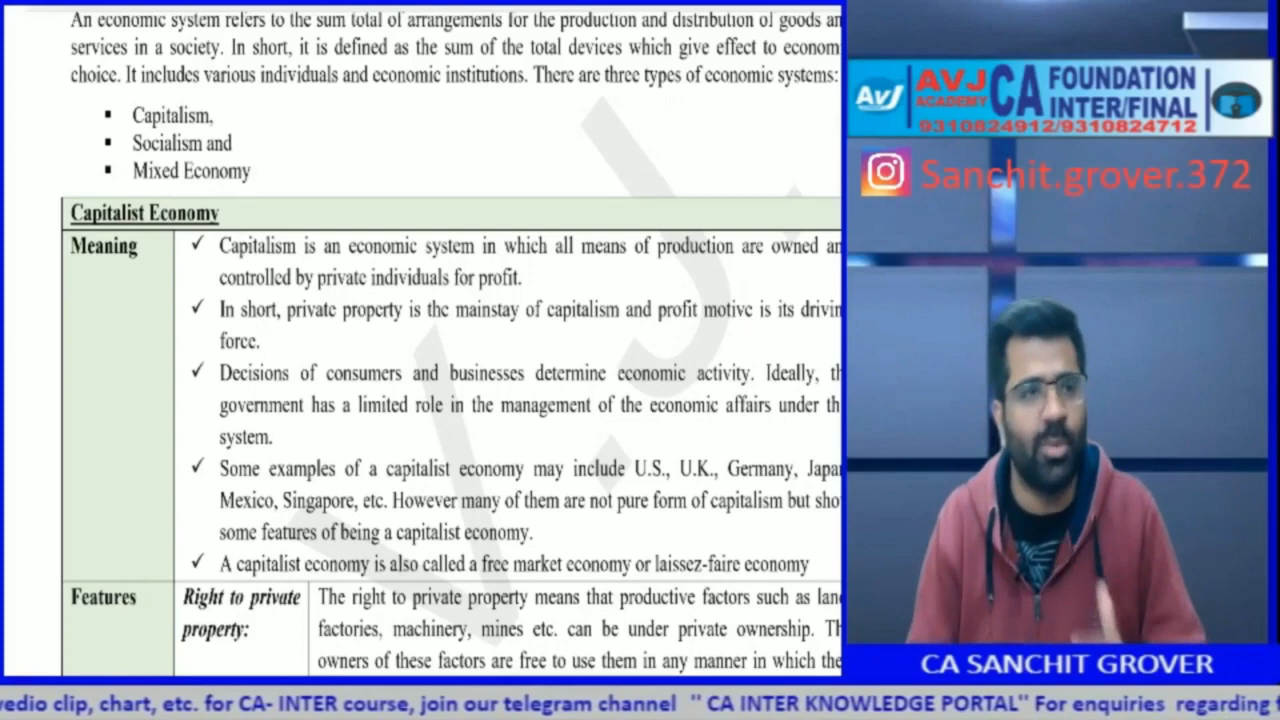 An economic system refers to the sum total of arrangements for the production and distribution of goods an
services in a society. In short, it is defined as the sum of the total devices which give effect to econom
choice. It includes various individuals and economic institutions. There are three types of economic systems:
▪ Capitalism,
▪ Socialism and
▪ Mixed Economy
Capitalist Economy
Meaning
✓ Capitalism is an economic system in which all means of production are owned an
controlled by private individuals for profit.
✓ In short, private property is the mainstay of capitalism and profit motive is its drivin
force.
✓ Decisions of consumers and businesses determine economic activity. Ideally, th
government has a limited role in the management of the economic affairs under th
system.
✓ Some examples of a capitalist economy may include U.S., U.K., Germany, Japa
Mexico, Singapore, etc. However many of them are not pure form of capitalism but sho
some features of being a capitalist economy.
✓ A capitalist economy is also called a free market economy or laissez-faire economy
Features
Right to private
property:
The right to private property means that productive factors such as lan
factories, machinery, mines etc. can be under private ownership. Th
owners of these factors are free to use them in any manner in which the
V.J.
AVJ
AVJ
ACADEMY
CA
FOUNDATION
INTER/FINAL
9310824912/9310824712
Sanchit.grover.372
CA SANCHIT GROVER
vedio clip, chart, etc. for CA- INTER course, join our telegram channel '' CA INTER KNOWLEDGE PORTAL'' For enquiries regarding